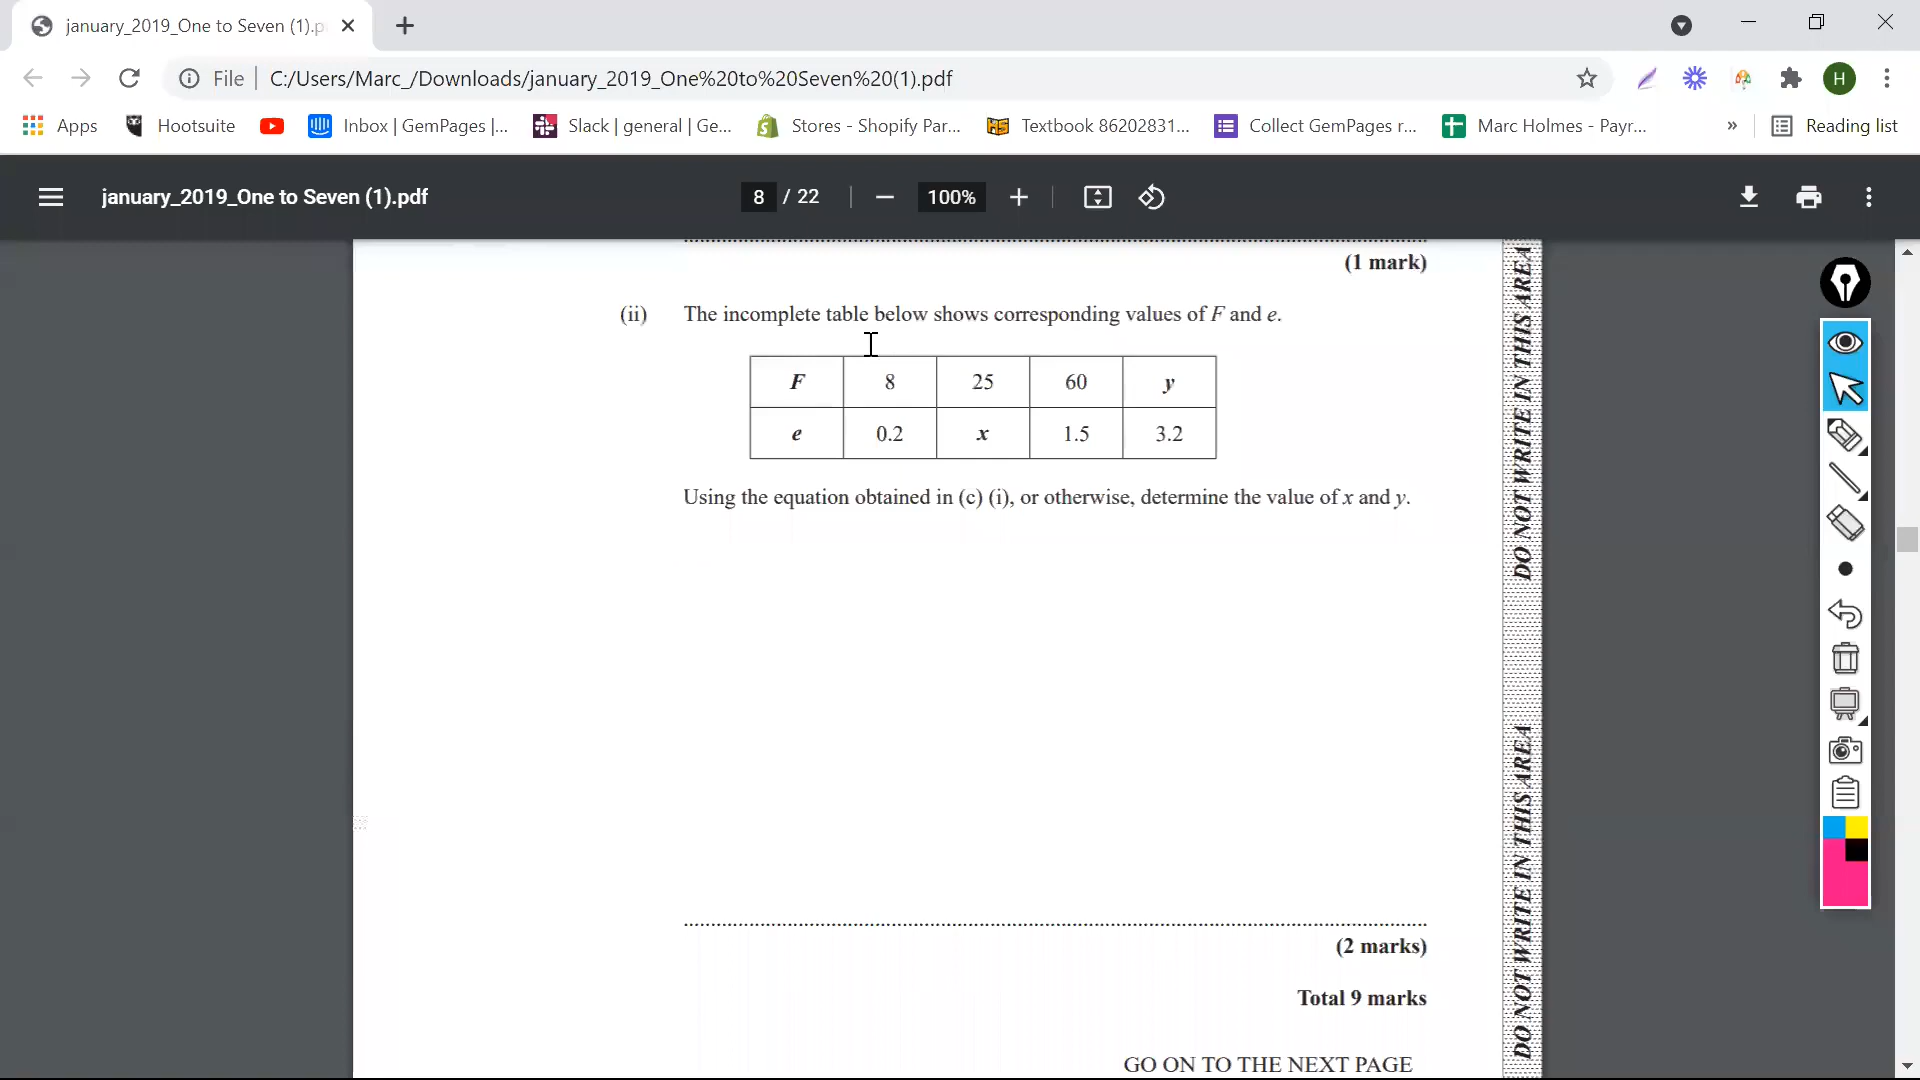 january_2019_One to Seven (1).p
File
C:/Users/Marc_/Downloads/january_2019_One%20to%20Seven%20(1).pdf
H
Apps
Hootsuite
Inbox | GemPages |...
Slack | general | Ge...
Stores - Shopify Par...
Textbook 86202831...
Collect GemPages r...
Marc Holmes - Payr...
»
Reading list
january_2019_One to Seven (1).pdf
8 / 22
100%
(1 mark)
(ii) The incomplete table below shows corresponding values of F and e.
F 8 25 60 y
e 0.2 x 1.5 3.2
Using the equation obtained in (c) (i), or otherwise, determine the value of x and y.
(2 marks)
Total 9 marks
GO ON TO THE NEXT PAGE
DO NOT WRITE IN THIS AREA
DO NOT WRITE IN THIS AREA